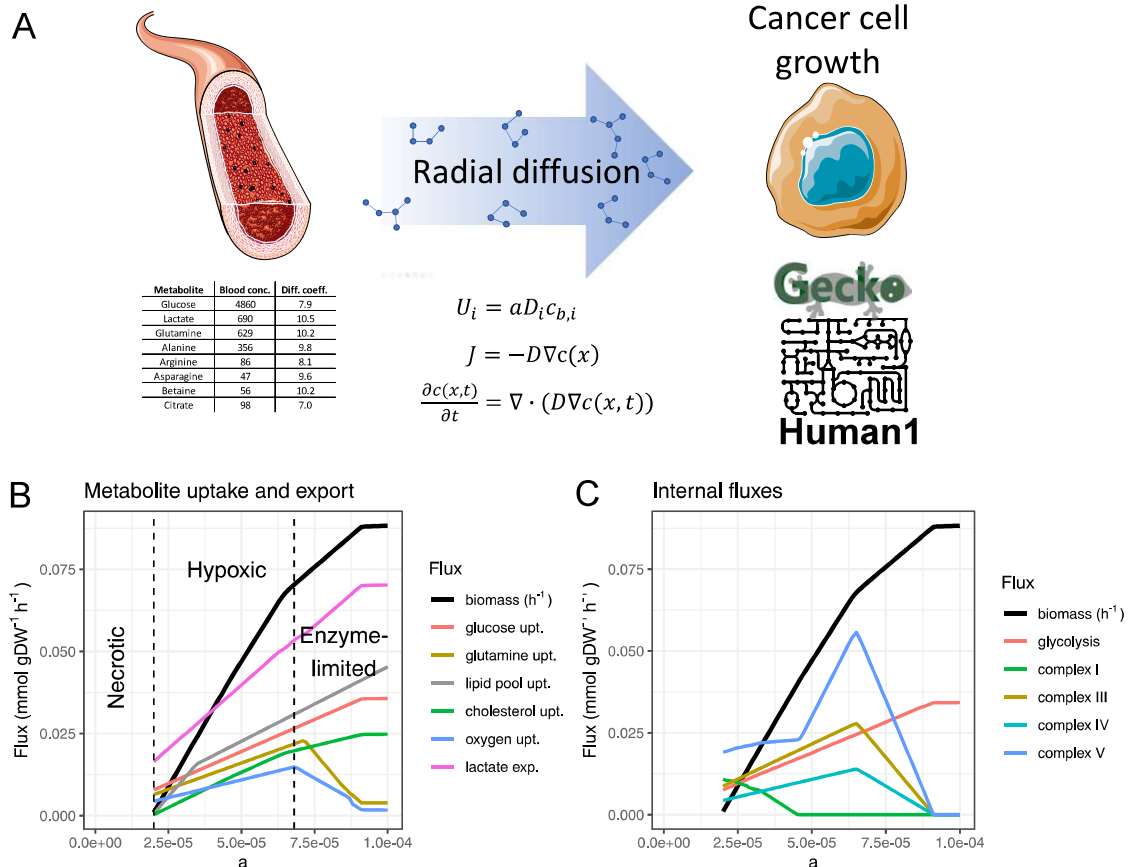 A
Cancer cell
growth
Radial diffusion
Metabolite Blood conc. Diff. coeff.
Glucose 4860 7.9
Lactate 690 10.5
Glutamine 629 10.2
Alanine 356 9.8
Arginine 86 8.1
Asparagine 47 9.6
Betaine 56 10.2
Citrate 98 7.0
U_i = aD_ic_{b,i}
J = −D∇c(x)
∂c(x,t)/∂t = ∇ · (D∇c(x, t))
Gecko
Human1
B
Metabolite uptake and export
Flux (mmol gDW⁻¹ h⁻¹)
0.075
0.050
0.025
0.000
Necrotic
Hypoxic
Enzyme-
limited
0.0e+00 2.5e-05 5.0e-05 7.5e-05 1.0e-04
a
Flux
biomass (h⁻¹)
glucose upt.
glutamine upt.
lipid pool upt.
cholesterol upt.
oxygen upt.
lactate exp.
C
Internal fluxes
Flux (mmol gDW⁻¹ h⁻¹)
0.075
0.050
0.025
0.000
0.0e+00 2.5e-05 5.0e-05 7.5e-05 1.0e-04
a
Flux
biomass (h⁻¹)
glycolysis
complex I
complex III
complex IV
complex V